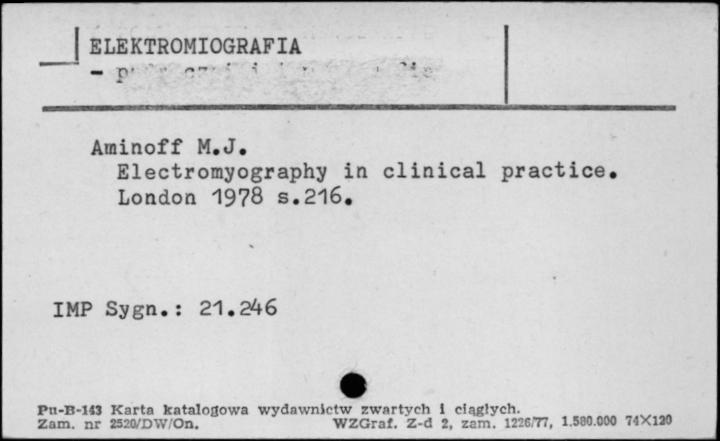 ELEKTROMIOGRAFIA
-
Aminoff M.J.
Electromyography in clinical practice.
London 1978 s.216.
IMP Sygn.: 21.246
Pu-B-143 Karta katalogowa wydawnictw zwartych i ciągłych.
Zam. nr 2520/DW/On. WZGraf. Z-d 2, zam. 1226/77, 1.580.000 74X120